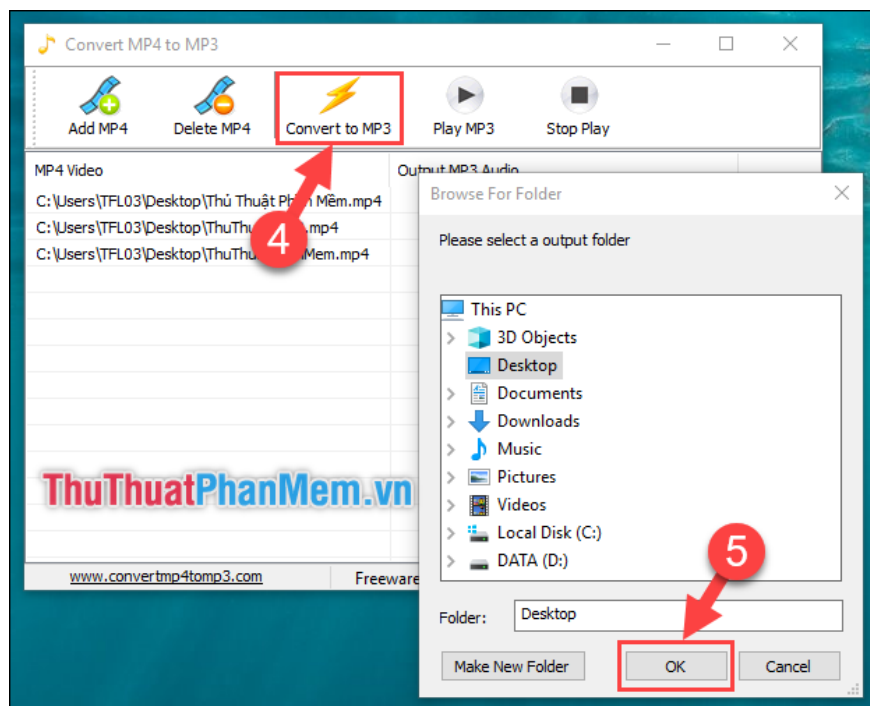 Convert MP4 to MP3
Add MP4
Delete MP4
Convert to MP3
Play MP3
Stop Play
MP4 Video
Output MP3 Audio
C:\Users\TFL03\Desktop\Thủ Thuật Mềm.mp4
C:\Users\TFL03\Desktop\ .mp4
C:\Users\TFL03\Desktop\ Mem.mp4
4
Browse For Folder
Please select a output folder
This PC
3D Objects
Desktop
Documents
Downloads
Music
Pictures
Videos
Local Disk (C:)
DATA (D:)
5
Folder:
Desktop
Make New Folder
OK
Cancel
ThuThuatPhanMem.vn
www.convertmp4tomp3.com
Freeware